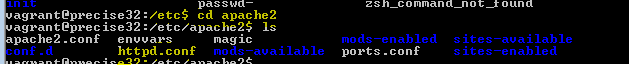 init passwd- zsh_command_not_found
vagrant@precise32:/etc$ cd apache2
vagrant@precise32:/etc/apache2$ ls
apache2.conf envvars magic mods-enabled sites-available
conf.d httpd.conf mods-available ports.conf sites-enabled
vagrant@precise32:/etc/apache2$